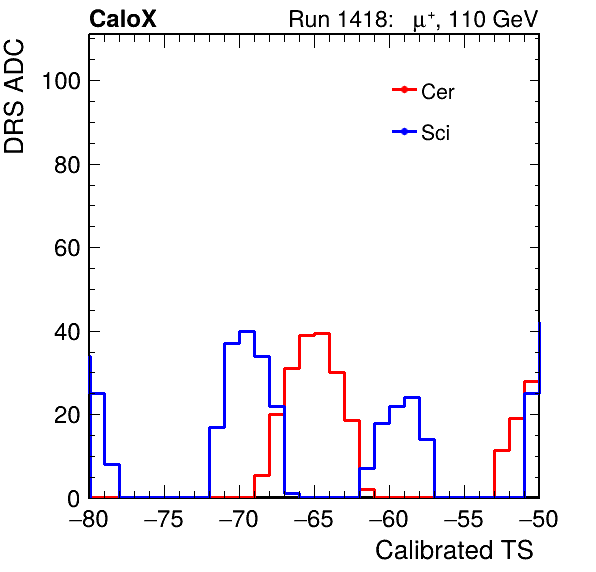 CaloX Run 1418: μ⁺, 110 GeV
DRS ADC
100
80
60
40
20
0
Cer
Sci
−80 −75 −70 −65 −60 −55 −50
Calibrated TS